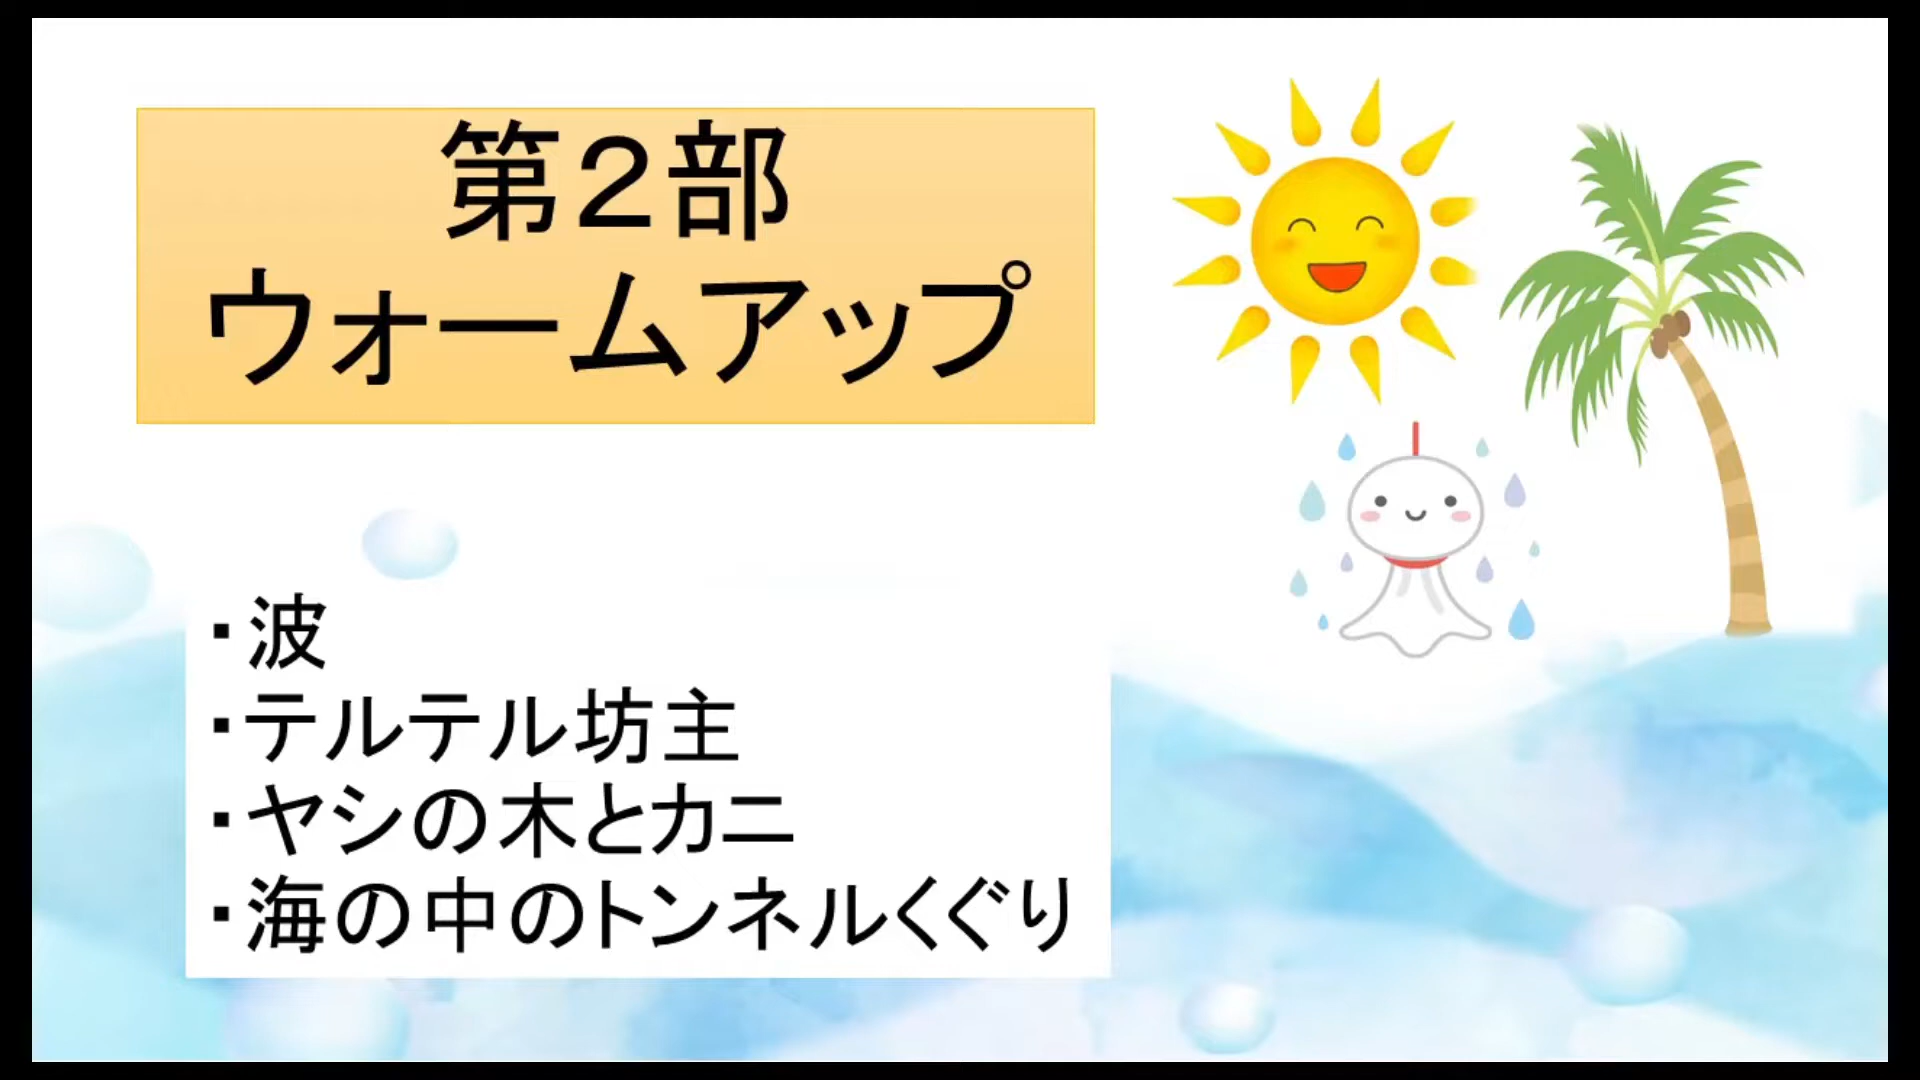 第２部
ウォームアップ
・波
・テルテル坊主
・ヤシの木とカニ
・海の中のトンネルくぐり